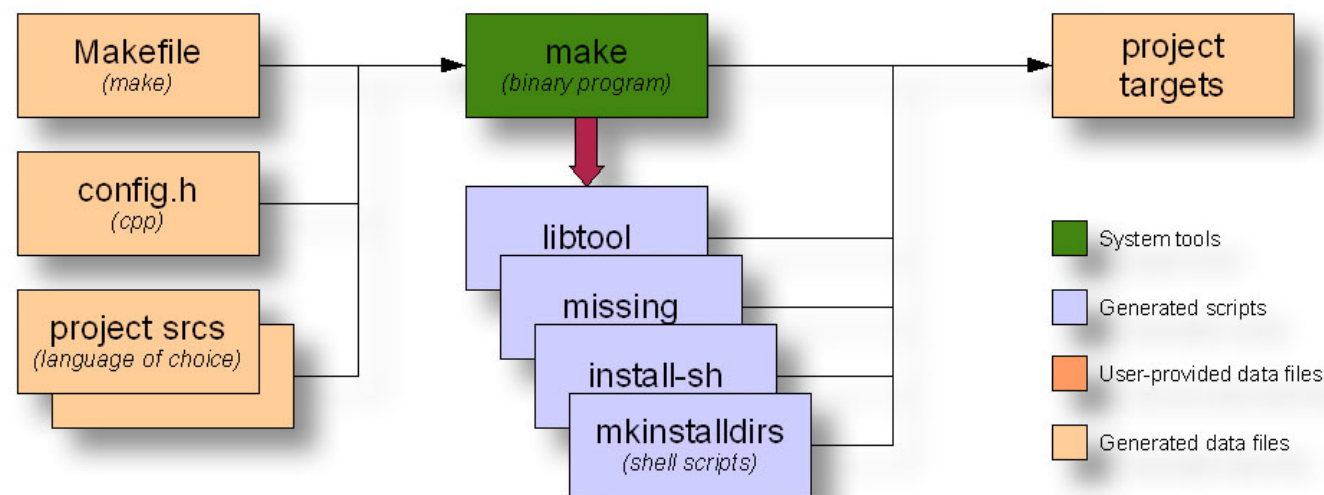 Makefile
(make)
config.h
(cpp)
project srcs
(language of choice)
make
(binary program)
libtool
missing
install-sh
mkinstalldirs
(shell scripts)
project
targets
System tools
Generated scripts
User-provided data files
Generated data files